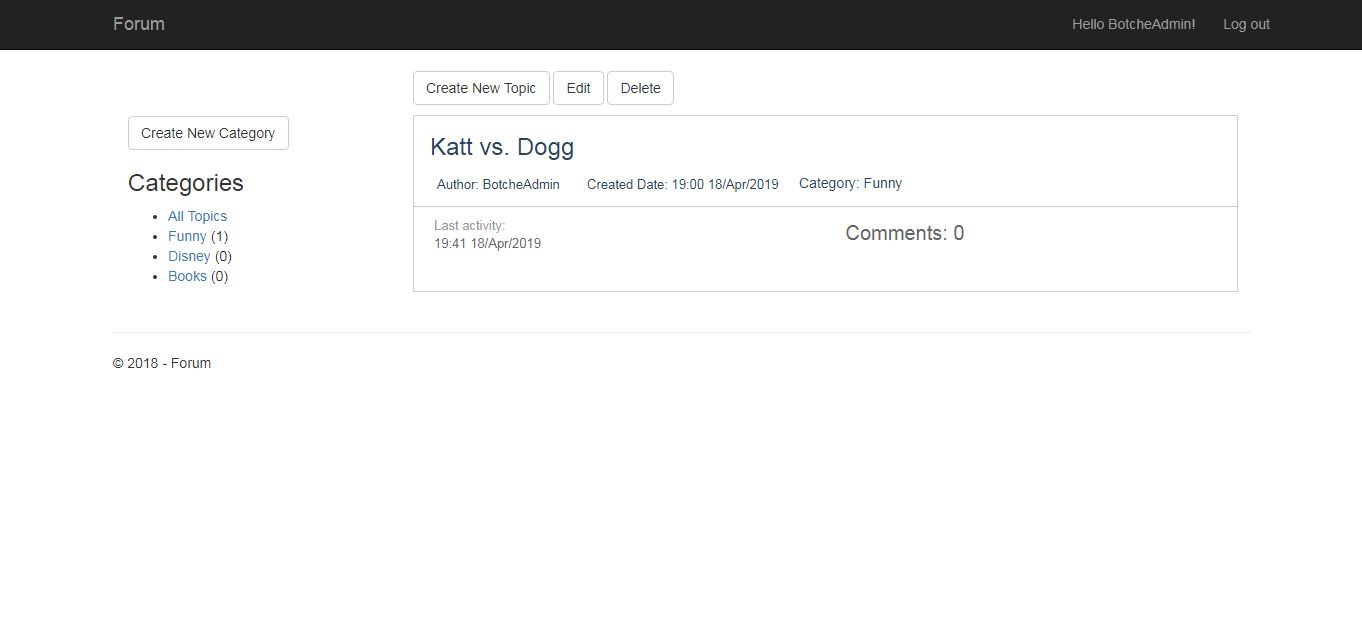 Forum Hello BotcheAdmin! Log out
Create New Topic Edit Delete
Create New Category
Categories
All Topics
Funny (1)
Disney (0)
Books (0)
Katt vs. Dogg
Author: BotcheAdmin Created Date: 19:00 18/Apr/2019 Category: Funny
Last activity:
19:41 18/Apr/2019
Comments: 0
© 2018 - Forum